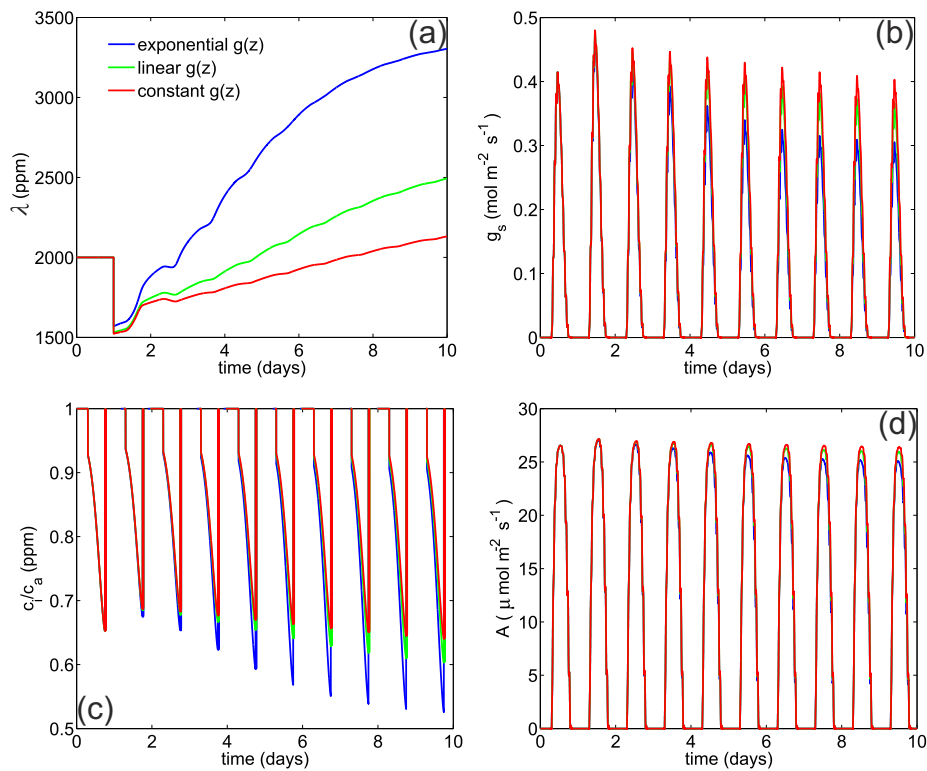 3500
3000
2500
2000
1500
λ (ppm)
(a)
exponential g(z)
linear g(z)
constant g(z)
0 2 4 6 8 10
time (days)
0.5
0.4
0.3
0.2
0.1
0
g_s (mol m^-2 s^-1)
(b)
0 2 4 6 8 10
time (days)
1
0.9
0.8
0.7
0.6
0.5
c_i/c_a (ppm)
(c)
0 2 4 6 8 10
time (days)
30
25
20
15
10
5
0
A ( μ mol m^-2 s^-1)
(d)
0 2 4 6 8 10
time (days)